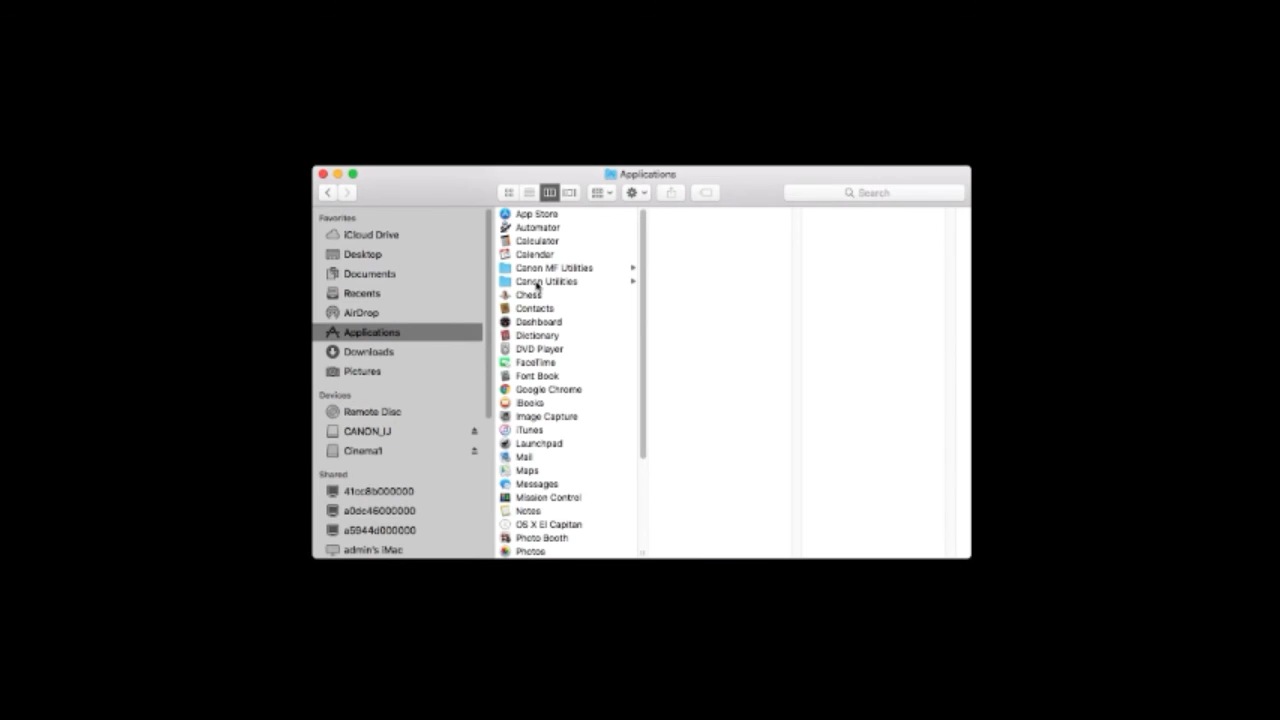 Applications
Search
Favorites
iCloud Drive
Desktop
Documents
Recents
AirDrop
Applications
Downloads
Pictures
Devices
Remote Disc
CANON_IJ
Cinema1
Shared
41cc8b000000
a0dc46000000
a5944d000000
admin's iMac
App Store
Automator
Calculator
Calendar
Canon MF Utilities
Canon Utilities
Chess
Contacts
Dashboard
Dictionary
DVD Player
FaceTime
Font Book
Google Chrome
iBooks
Image Capture
iTunes
Launchpad
Mail
Maps
Messages
Mission Control
Notes
OS X El Capitan
Photo Booth
Photos